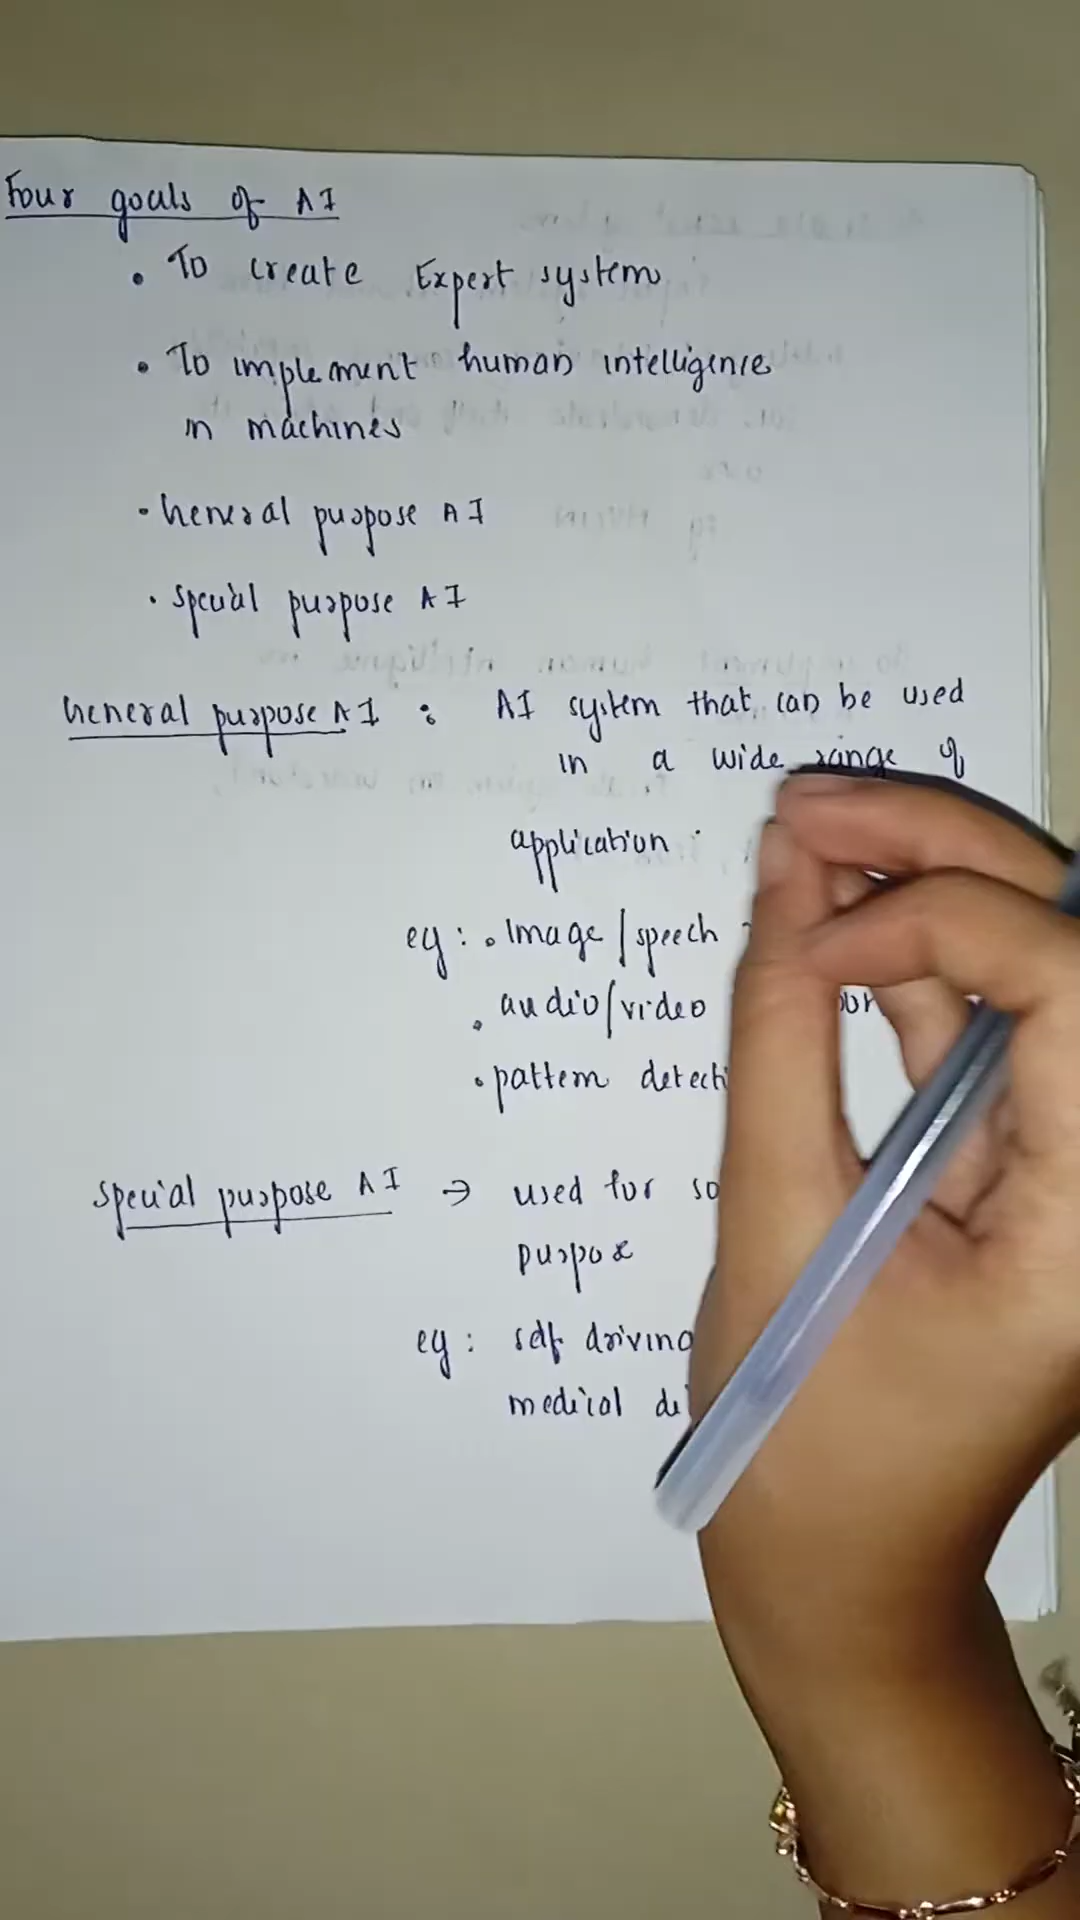 Four goals of AI
• To create Expert system
• To implement human intelligence
in machines
• General purpose AI
• special purpose AI
General purpose AI : AI system that can be used
in a wide range of
application.
eg: • Image/speech
• audio/video
• pattern
special purpose AI → used for
purpose
eg: self driving
medical